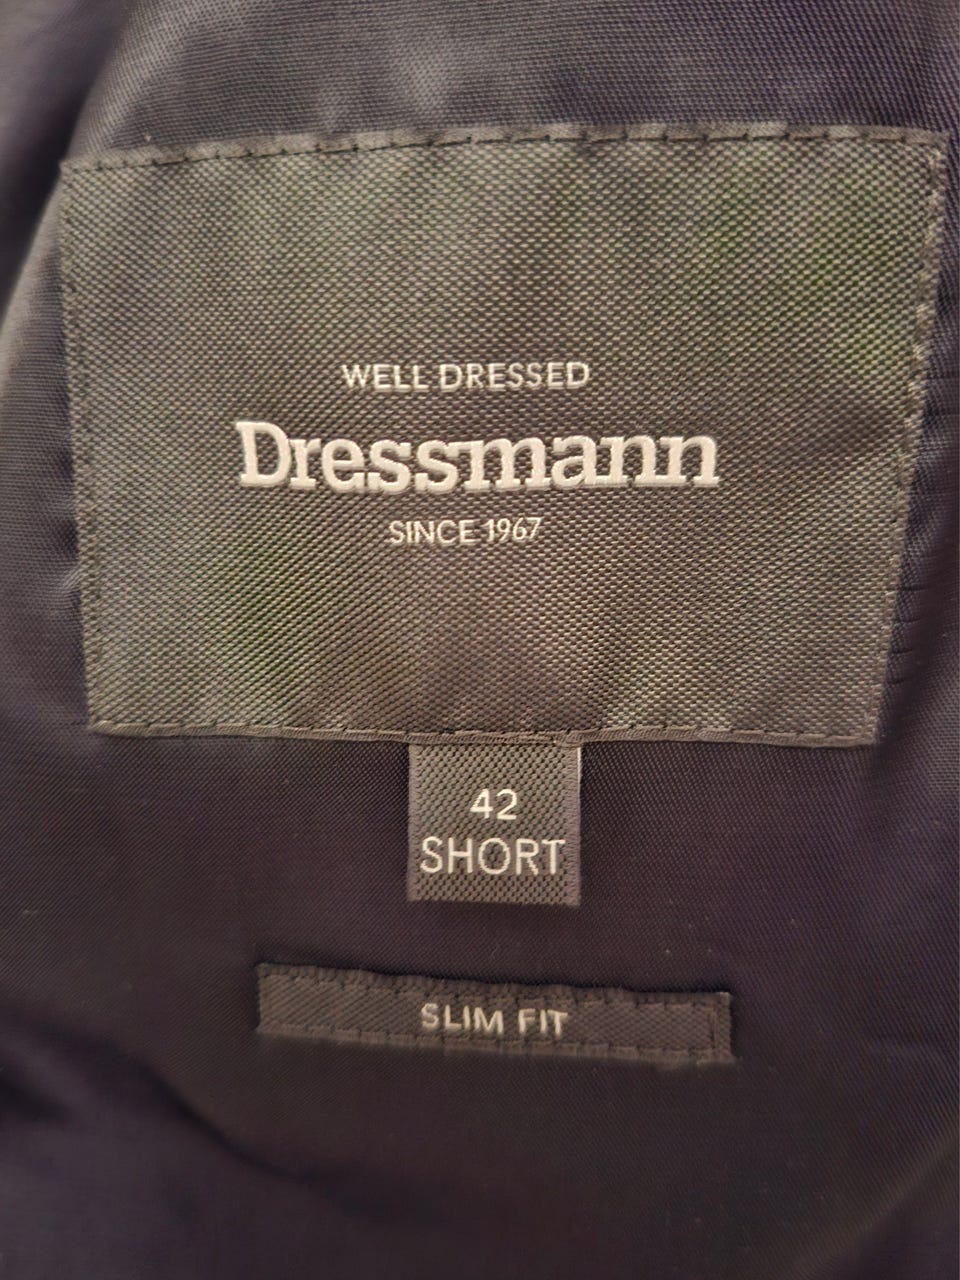 WELL DRESSED
Dressmann
SINCE 1967
42
SHORT
SLIM FIT